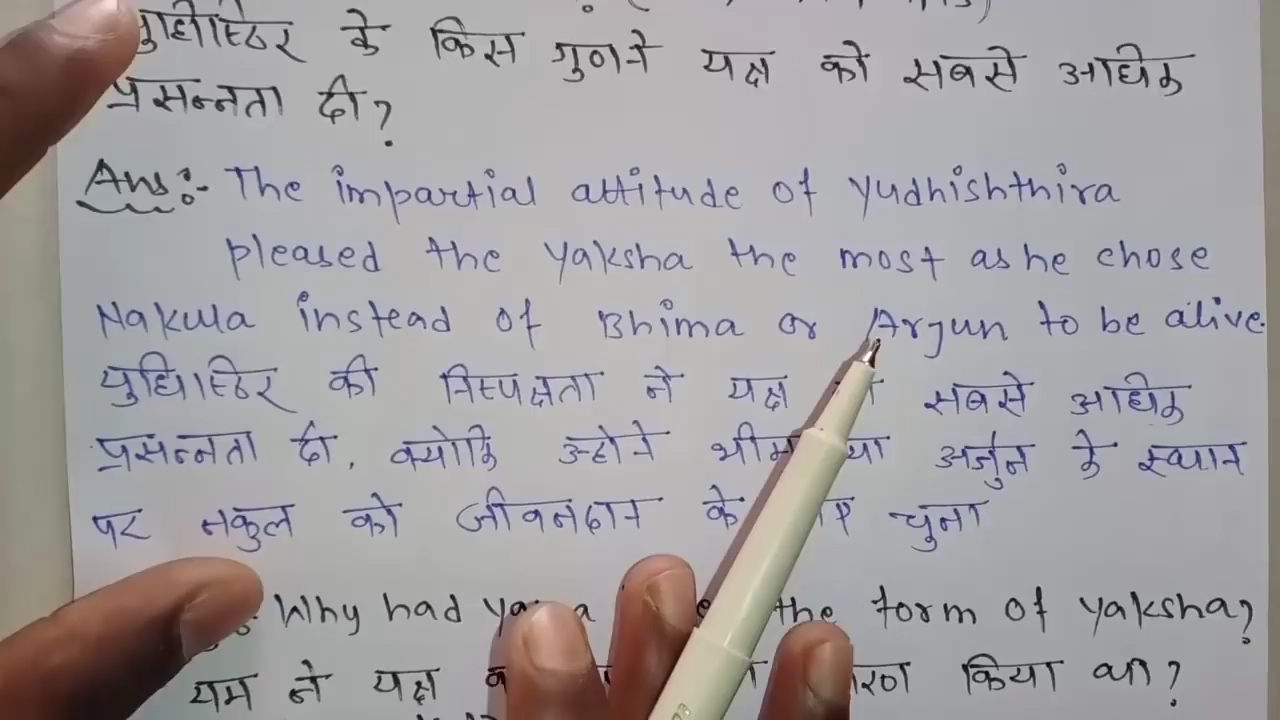 युधिष्ठिर के किस गुणने यक्ष को सबसे अधिक
प्रसन्नता दी?
Ans:- The impartial attitude of Yudhishthira
pleased the Yaksha the most as he chose
Nakula instead of Bhima or Arjun to be alive
युधिष्ठिर की निस्पक्षता ने यक्ष सबसे अधिक
प्रसन्नता दी, क्योकि उन्होने भीम या अर्जुन के स्थान
पर नकुल को जीवनदान के चुना
Why had the form of Yaksha?
यम ने यक्ष किया था?